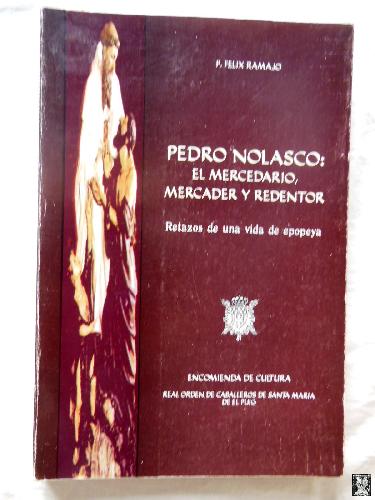 P. FELIX RAMAJO
PEDRO NOLASCO:
EL MERCEDARIO,
MERCADER Y REDENTOR
Retazos de una vida de epopeya
ENCOMIENDA DE CULTURA
REAL ORDEN DE CABALLEROS DE SANTA MARIA
DE EL PUIG